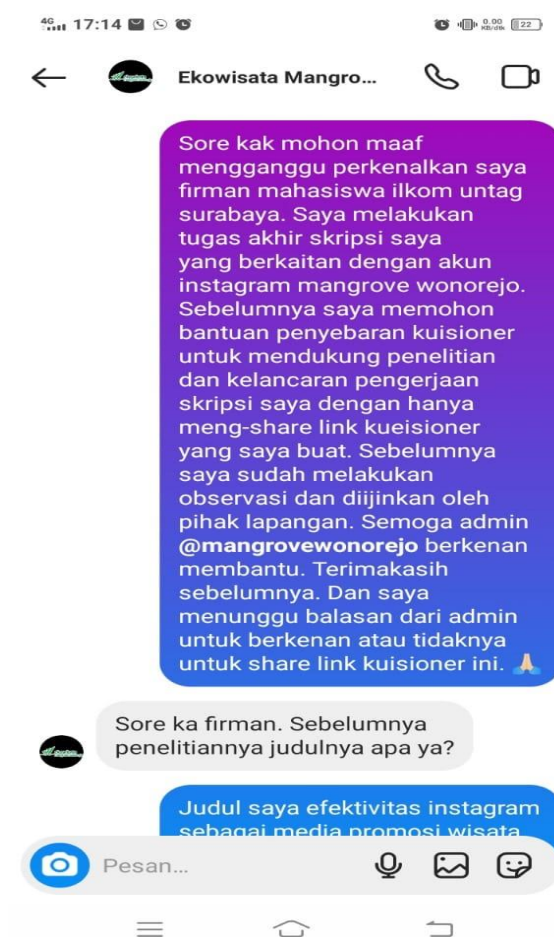 4G 17:14 0.00 KB/dtk 22
Ekowisata Mangro...
Sore kak mohon maaf
mengganggu perkenalkan saya
firman mahasiswa ilkom untag
surabaya. Saya melakukan
tugas akhir skripsi saya
yang berkaitan dengan akun
instagram mangrove wonorejo.
Sebelumnya saya memohon
bantuan penyebaran kuisioner
untuk mendukung penelitian
dan kelancaran pengerjaan
skripsi saya dengan hanya
meng-share link kueisioner
yang saya buat. Sebelumnya
saya sudah melakukan
observasi dan diijinkan oleh
pihak lapangan. Semoga admin
@mangrovewonorejo berkenan
membantu. Terimakasih
sebelumnya. Dan saya
menunggu balasan dari admin
untuk berkenan atau tidaknya
untuk share link kuisioner ini. 🙏🏻
Sore ka firman. Sebelumnya
penelitiannya judulnya apa ya?
Judul saya efektivitas instagram
sebagai media promosi wisata
Pesan...